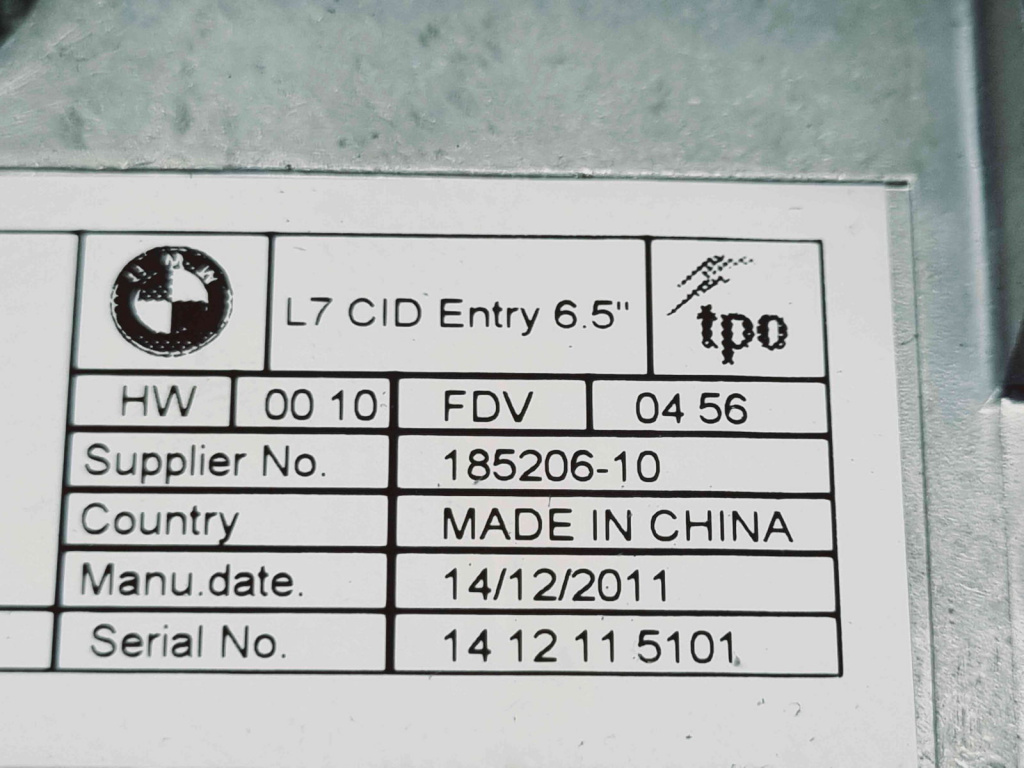 BMW
L7 CID Entry 6.5"
tpo
HW 00 10 FDV 04 56
Supplier No. 185206-10
Country MADE IN CHINA
Manu.date. 14/12/2011
Serial No. 14 12 11 5101